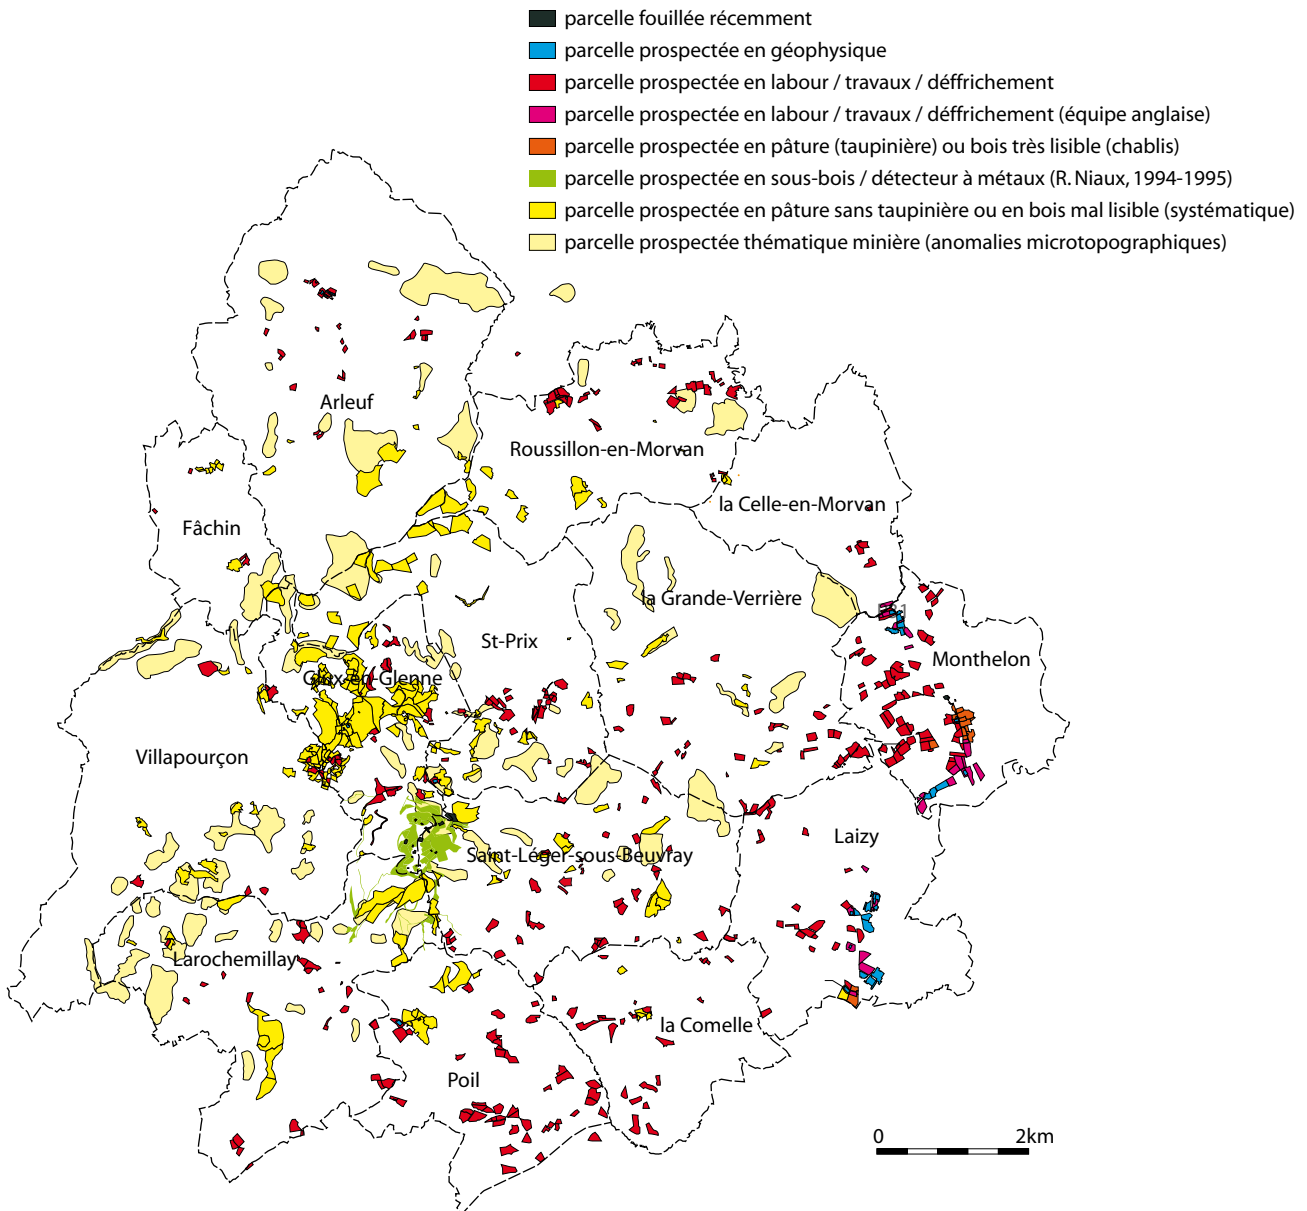 parcelle fouillée récemment
parcelle prospectée en géophysique
parcelle prospectée en labour / travaux / déffrichement
parcelle prospectée en labour / travaux / déffrichement (équipe anglaise)
parcelle prospectée en pâture (taupinière) ou bois très lisible (chablis)
parcelle prospectée en sous-bois / détecteur à métaux (R. Niaux, 1994-1995)
parcelle prospectée en pâture sans taupinière ou en bois mal lisible (systématique)
parcelle prospectée thématique minière (anomalies microtopographiques)
Arleuf
Roussillon-en-Morvan
la Celle-en-Morvan
Fâchin
la Grande-Verrière
St-Prix
Monthelon
Glux-en-Glenne
Villapourçon
Laizy
Saint-Léger-sous-Beuvray
Larochemillay
la Comelle
Poil
0 2km